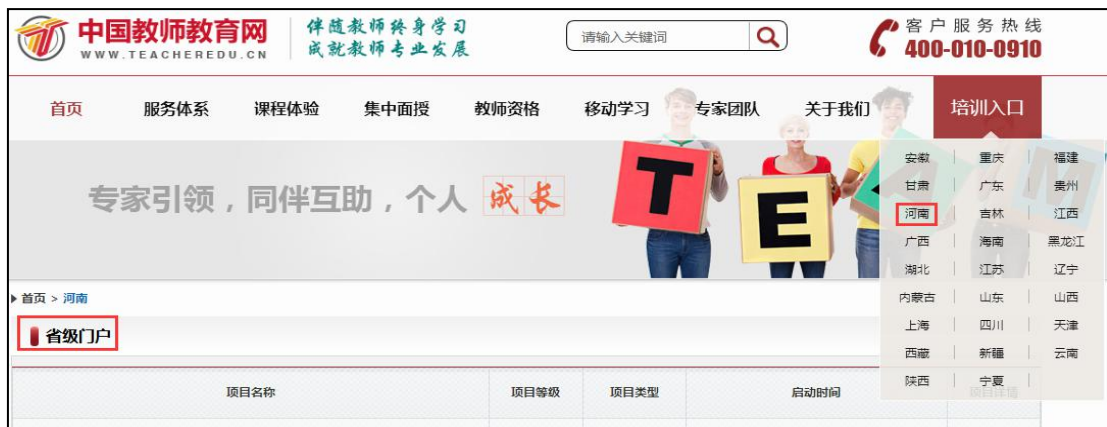 中国教师教育网
WWW.TEACHEREDU.CN
伴随教师终身学习
成就教师专业发展
请输入关键词
客户服务热线
400-010-0910
首页 服务体系 课程体验 集中面授 教师资格 移动学习 专家团队 关于我们 培训入口
安徽 重庆 福建
甘肃 广东 贵州
河南 吉林 江西
广西 海南 黑龙江
湖北 江苏 辽宁
内蒙古 山东 山西
上海 四川 天津
西藏 新疆 云南
陕西 宁夏
专家引领，同伴互助，个人 成长
T E A M
首页 > 河南
省级门户
项目名称 项目等级 项目类型 启动时间 项目详情